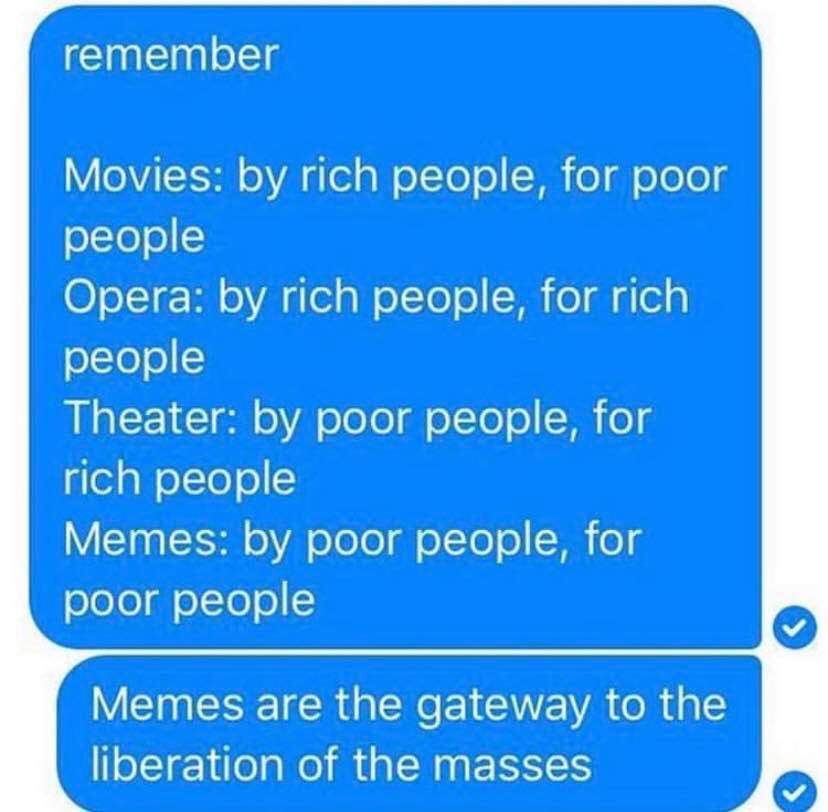 remember
Movies: by rich people, for poor
people
Opera: by rich people, for rich
people
Theater: by poor people, for
rich people
Memes: by poor people, for
poor people
Memes are the gateway to the
liberation of the masses